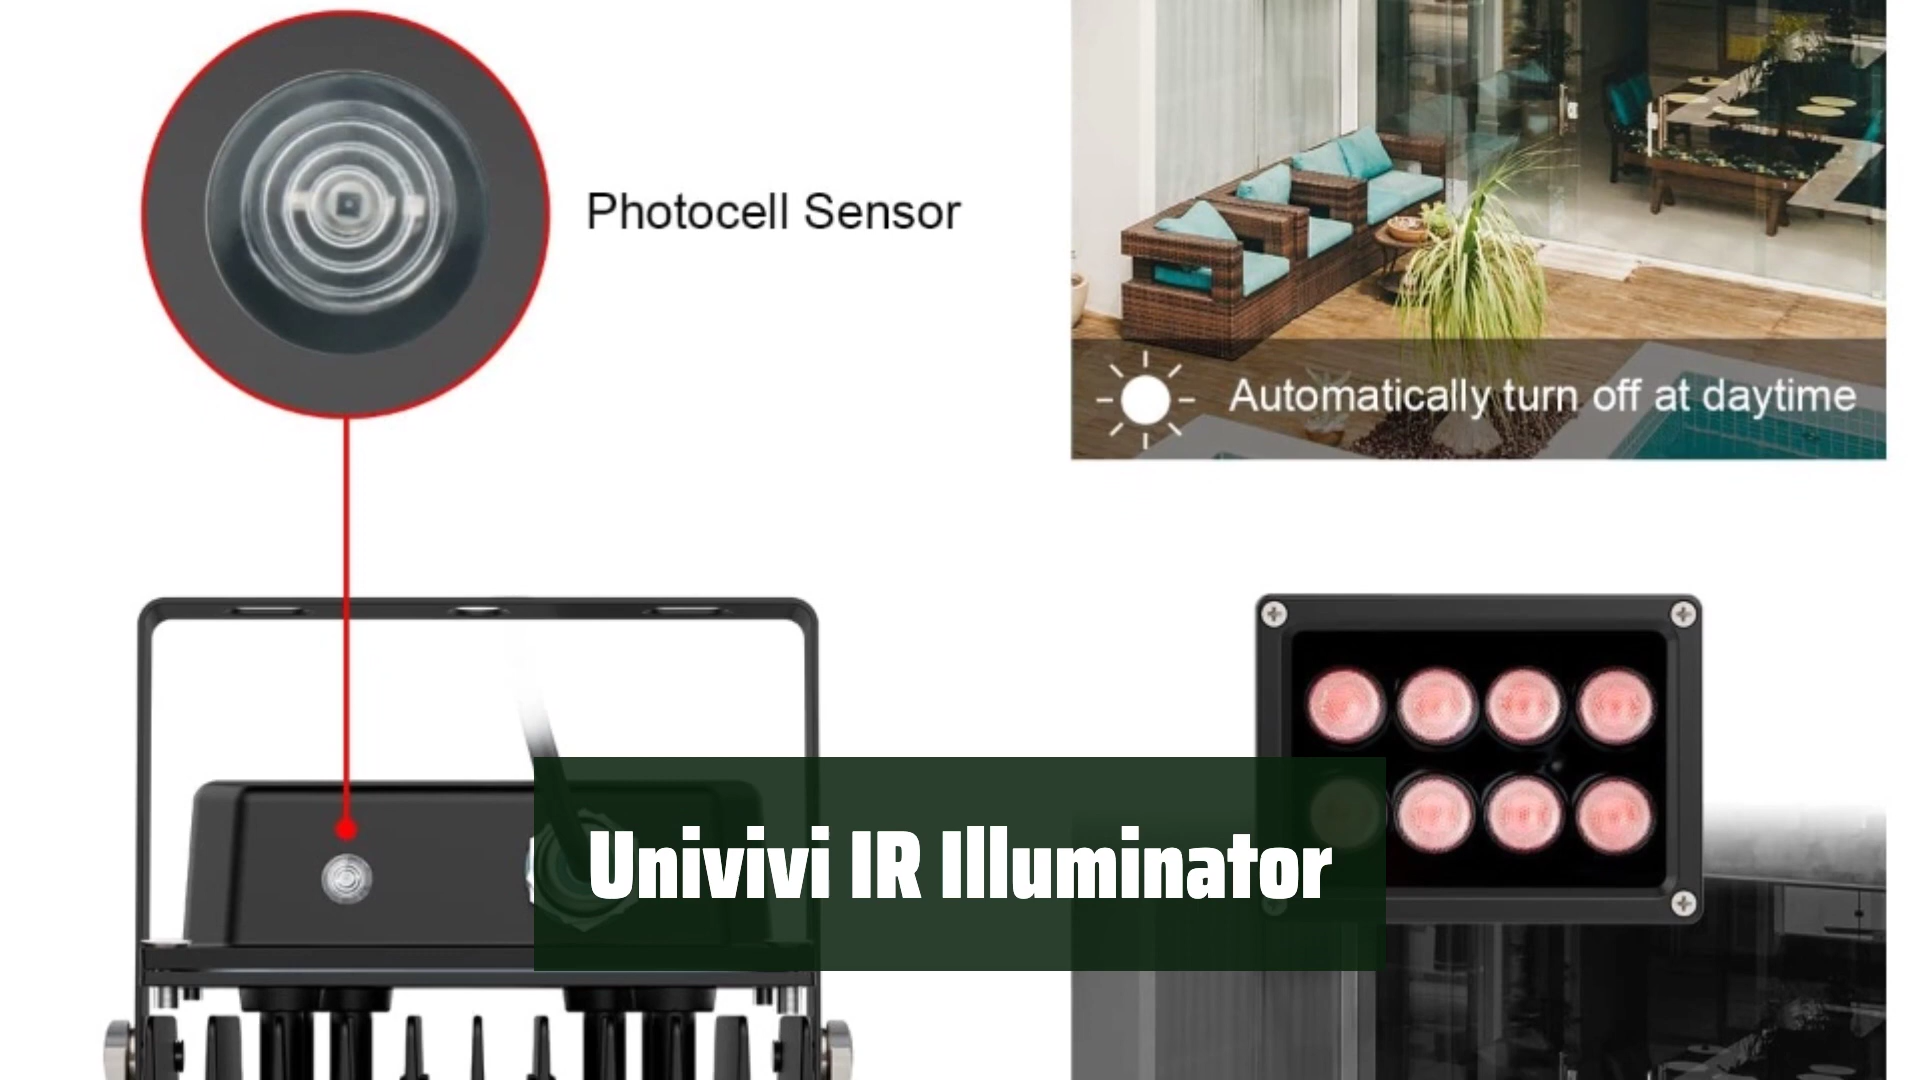 Photocell Sensor
Automatically turn off at daytime
Univivi IR Illuminator